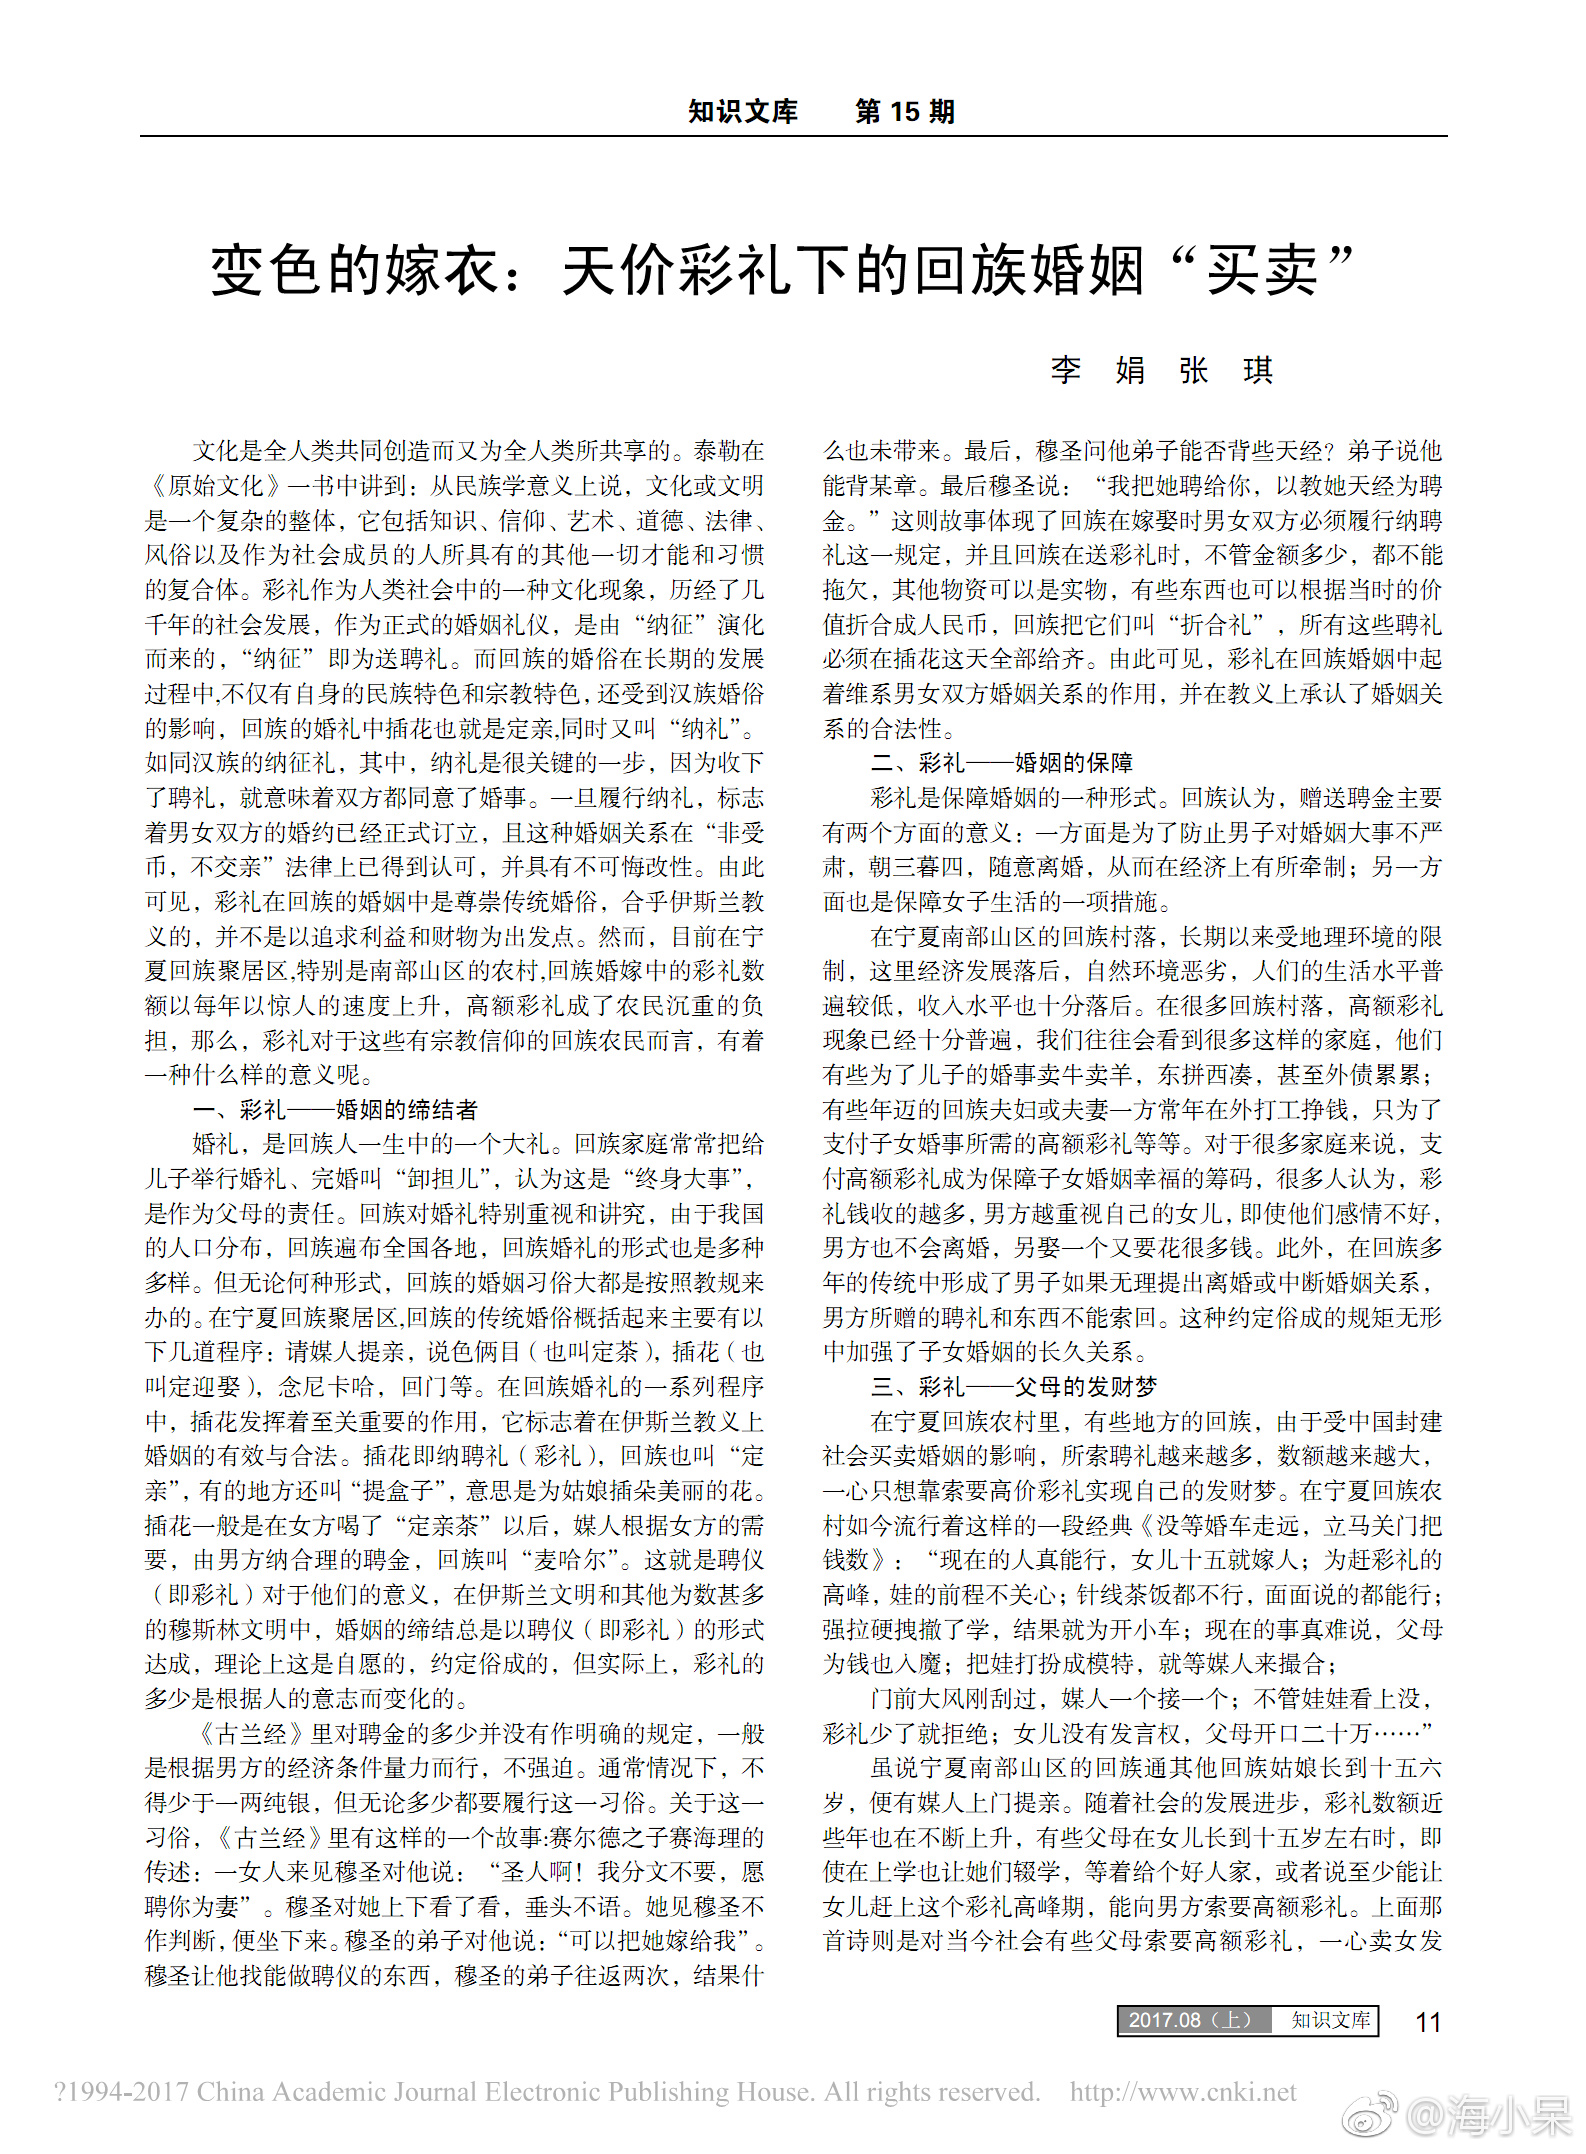 知识文库 第 15 期
变色的嫁衣：天价彩礼下的回族婚姻“买卖”
李 娟 张 琪
文化是全人类共同创造而又为全人类所共享的。泰勒在
《原始文化》一书中讲到：从民族学意义上说，文化或文明
是一个复杂的整体，它包括知识、信仰、艺术、道德、法律、
风俗以及作为社会成员的人所具有的其他一切才能和习惯
的复合体。彩礼作为人类社会中的一种文化现象，历经了几
千年的社会发展，作为正式的婚姻礼仪，是由“纳征”演化
而来的，“纳征”即为送聘礼。而回族的婚俗在长期的发展
过程中,不仅有自身的民族特色和宗教特色，还受到汉族婚俗
的影响，回族的婚礼中插花也就是定亲,同时又叫“纳礼”。
如同汉族的纳征礼，其中，纳礼是很关键的一步，因为收下
了聘礼，就意味着双方都同意了婚事。一旦履行纳礼，标志
着男女双方的婚约已经正式订立，且这种婚姻关系在“非受
币，不交亲”法律上已得到认可，并具有不可悔改性。由此
可见，彩礼在回族的婚姻中是尊崇传统婚俗，合乎伊斯兰教
义的，并不是以追求利益和财物为出发点。然而，目前在宁
夏回族聚居区,特别是南部山区的农村,回族婚嫁中的彩礼数
额以每年以惊人的速度上升，高额彩礼成了农民沉重的负
担，那么，彩礼对于这些有宗教信仰的回族农民而言，有着
一种什么样的意义呢。
一、彩礼——婚姻的缔结者
婚礼，是回族人一生中的一个大礼。回族家庭常常把给
儿子举行婚礼、完婚叫“卸担儿”，认为这是“终身大事”，
是作为父母的责任。回族对婚礼特别重视和讲究，由于我国
的人口分布，回族遍布全国各地，回族婚礼的形式也是多种
多样。但无论何种形式，回族的婚姻习俗大都是按照教规来
办的。在宁夏回族聚居区,回族的传统婚俗概括起来主要有以
下几道程序：请媒人提亲，说色俩目（也叫定茶），插花（也
叫定迎娶），念尼卡哈，回门等。在回族婚礼的一系列程序
中，插花发挥着至关重要的作用，它标志着在伊斯兰教义上
婚姻的有效与合法。插花即纳聘礼（彩礼），回族也叫“定
亲”，有的地方还叫“提盒子”，意思是为姑娘插朵美丽的花。
插花一般是在女方喝了“定亲茶”以后，媒人根据女方的需
要，由男方纳合理的聘金，回族叫“麦哈尔”。这就是聘仪
（即彩礼）对于他们的意义，在伊斯兰文明和其他为数甚多
的穆斯林文明中，婚姻的缔结总是以聘仪（即彩礼）的形式
达成，理论上这是自愿的，约定俗成的，但实际上，彩礼的
多少是根据人的意志而变化的。
《古兰经》里对聘金的多少并没有作明确的规定，一般
是根据男方的经济条件量力而行，不强迫。通常情况下，不
得少于一两纯银，但无论多少都要履行这一习俗。关于这一
习俗，《古兰经》里有这样的一个故事:赛尔德之子赛海理的
传述：一女人来见穆圣对他说：“圣人啊！我分文不要，愿
聘你为妻”。穆圣对她上下看了看，垂头不语。她见穆圣不
作判断，便坐下来。穆圣的弟子对他说：“可以把她嫁给我”。
穆圣让他找能做聘仪的东西，穆圣的弟子往返两次，结果什
么也未带来。最后，穆圣问他弟子能否背些天经？弟子说他
能背某章。最后穆圣说：“我把她聘给你，以教她天经为聘
金。”这则故事体现了回族在嫁娶时男女双方必须履行纳聘
礼这一规定，并且回族在送彩礼时，不管金额多少，都不能
拖欠，其他物资可以是实物，有些东西也可以根据当时的价
值折合成人民币，回族把它们叫“折合礼”，所有这些聘礼
必须在插花这天全部给齐。由此可见，彩礼在回族婚姻中起
着维系男女双方婚姻关系的作用，并在教义上承认了婚姻关
系的合法性。
二、彩礼——婚姻的保障
彩礼是保障婚姻的一种形式。回族认为，赠送聘金主要
有两个方面的意义：一方面是为了防止男子对婚姻大事不严
肃，朝三暮四，随意离婚，从而在经济上有所牵制；另一方
面也是保障女子生活的一项措施。
在宁夏南部山区的回族村落，长期以来受地理环境的限
制，这里经济发展落后，自然环境恶劣，人们的生活水平普
遍较低，收入水平也十分落后。在很多回族村落，高额彩礼
现象已经十分普遍，我们往往会看到很多这样的家庭，他们
有些为了儿子的婚事卖牛卖羊，东拼西凑，甚至外债累累；
有些年迈的回族夫妇或夫妻一方常年在外打工挣钱，只为了
支付子女婚事所需的高额彩礼等等。对于很多家庭来说，支
付高额彩礼成为保障子女婚姻幸福的筹码，很多人认为，彩
礼钱收的越多，男方越重视自己的女儿，即使他们感情不好，
男方也不会离婚，另娶一个又要花很多钱。此外，在回族多
年的传统中形成了男子如果无理提出离婚或中断婚姻关系，
男方所赠的聘礼和东西不能索回。这种约定俗成的规矩无形
中加强了子女婚姻的长久关系。
三、彩礼——父母的发财梦
在宁夏回族农村里，有些地方的回族，由于受中国封建
社会买卖婚姻的影响，所索聘礼越来越多，数额越来越大，
一心只想靠索要高价彩礼实现自己的发财梦。在宁夏回族农
村如今流行着这样的一段经典《没等婚车走远，立马关门把
钱数》：“现在的人真能行，女儿十五就嫁人；为赶彩礼的
高峰，娃的前程不关心；针线茶饭都不行，面面说的都能行；
强拉硬拽撤了学，结果就为开小车；现在的事真难说，父母
为钱也入魔；把娃打扮成模特，就等媒人来撮合；
门前大风刚刮过，媒人一个接一个；不管娃娃看上没，
彩礼少了就拒绝；女儿没有发言权，父母开口二十万……”
虽说宁夏南部山区的回族通其他回族姑娘长到十五六
岁，便有媒人上门提亲。随着社会的发展进步，彩礼数额近
些年也在不断上升，有些父母在女儿长到十五岁左右时，即
使在上学也让她们辍学，等着给个好人家，或者说至少能让
女儿赶上这个彩礼高峰期，能向男方索要高额彩礼。上面那
首诗则是对当今社会有些父母索要高额彩礼，一心卖女发
2017.08（上） 知识文库 11
?1994-2017 China Academic Journal Electronic Publishing House. All rights reserved. http://www.cnki.net
@海小呆